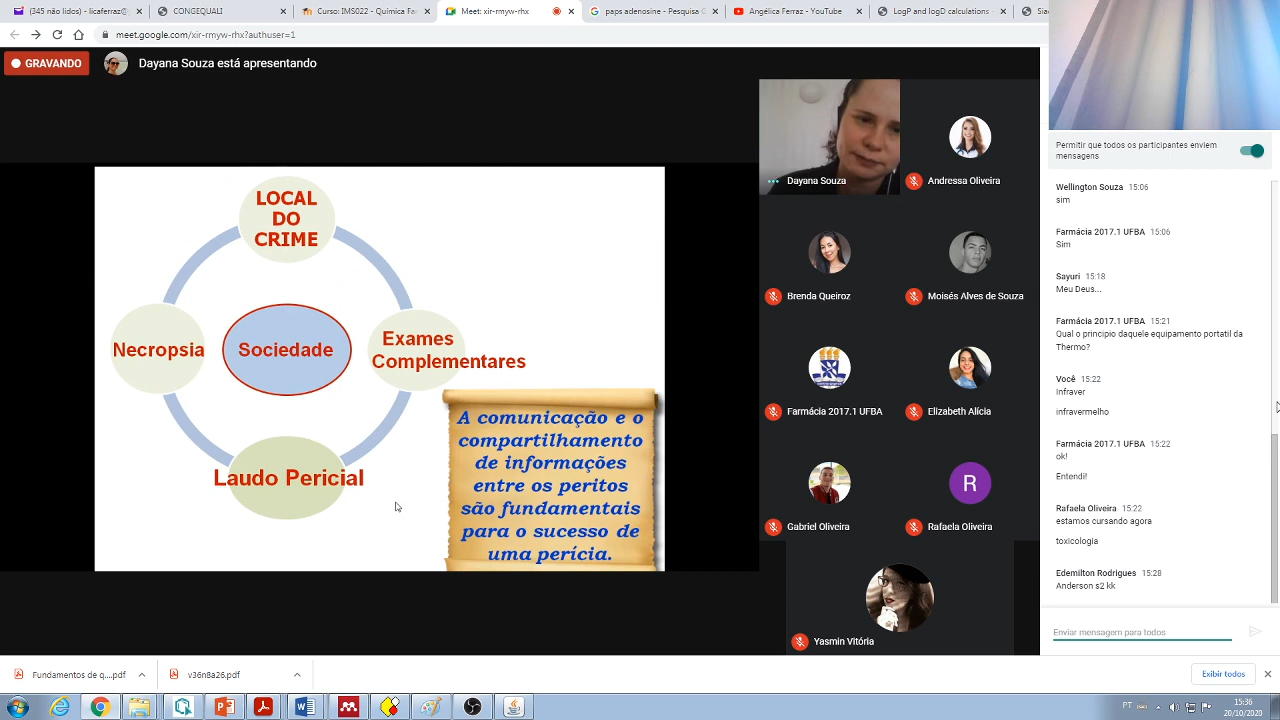 (345 não lidos) - licaferaz@
CONGEQUALI
Curso: IMS022 - Química Far
Meet: xir-rmyw-rhx
paps adenosine - Pesquisa G
Angélica Ferraz - YouTube
LogP and logD calculations -
meet.google.com/xir-rmyw-rhx?authuser=1
GRAVANDO
Dayana Souza está apresentando
LOCAL
DO
CRIME
Necropsia
Sociedade
Exames
Complementares
Laudo Pericial
A comunicação e o
compartilhamento
de informações
entre os peritos
são fundamentais
para o sucesso de
uma perícia.
Dayana Souza
Andressa Oliveira
Brenda Queiroz
Moisés Alves de Souza
Farmácia 2017.1 UFBA
Elizabeth Alícia
Gabriel Oliveira
R
Rafaela Oliveira
Yasmin Vitória
Permitir que todos os participantes enviem
mensagens
Wellington Souza 15:06
sim
Farmácia 2017.1 UFBA 15:06
Sim
Sayuri 15:18
Meu Deus...
Farmácia 2017.1 UFBA 15:21
Qual o principio daquele equipamento portatil da
Thermo?
Você 15:22
Infraver
infravermelho
Farmácia 2017.1 UFBA 15:22
ok!
Entendi!
Rafaela Oliveira 15:22
estamos cursando agora
toxicologia
Edemilton Rodrigues 15:28
Anderson s2 kk
Enviar mensagem para todos
Fundamentos de q....pdf
v36n8a26.pdf
Exibir todos
PT
15:36
20/10/2020